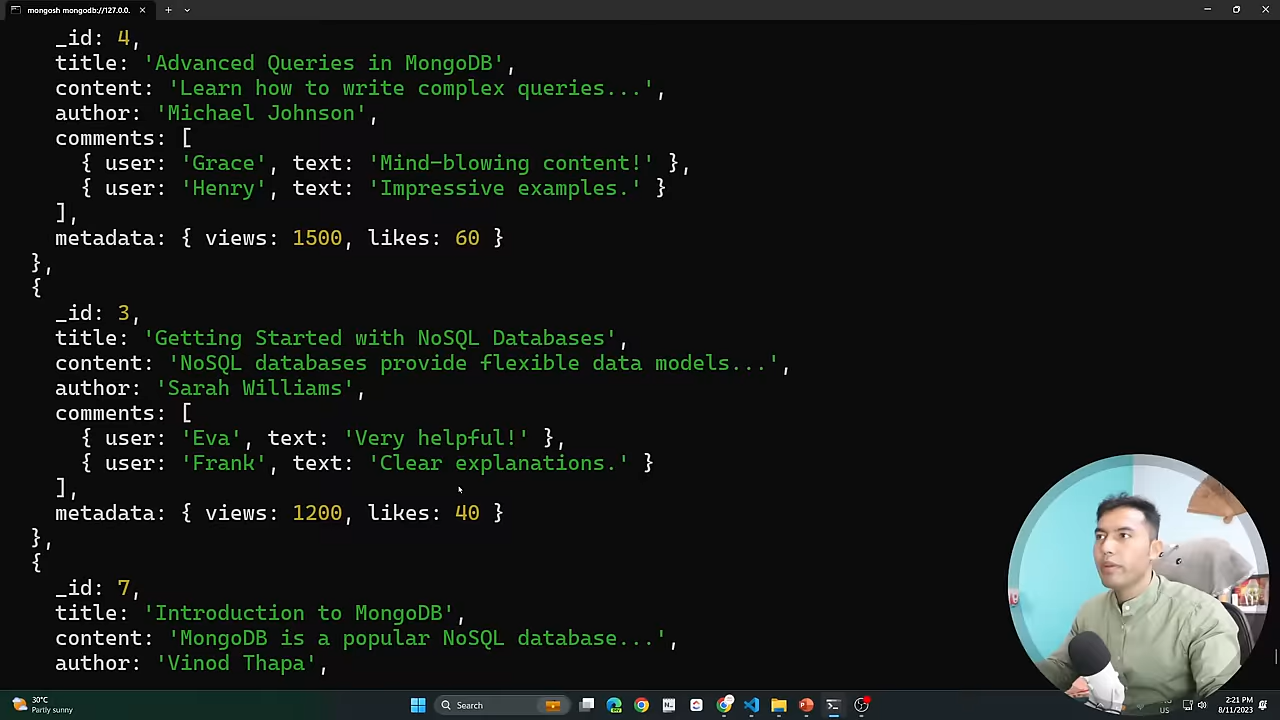 mongosh mongodb://127.0.0.
_id: 4,
title: 'Advanced Queries in MongoDB',
content: 'Learn how to write complex queries...',
author: 'Michael Johnson',
comments: [
{ user: 'Grace', text: 'Mind-blowing content!' },
{ user: 'Henry', text: 'Impressive examples.' }
],
metadata: { views: 1500, likes: 60 }
},
{
_id: 3,
title: 'Getting Started with NoSQL Databases',
content: 'NoSQL databases provide flexible data models...',
author: 'Sarah Williams',
comments: [
{ user: 'Eva', text: 'Very helpful!' },
{ user: 'Frank', text: 'Clear explanations.' }
],
metadata: { views: 1200, likes: 40 }
},
{
_id: 7,
title: 'Introduction to MongoDB',
content: 'MongoDB is a popular NoSQL database...',
author: 'Vinod Thapa',
30°C
Partly sunny
Search
US
2:21 PM
8/11/2023